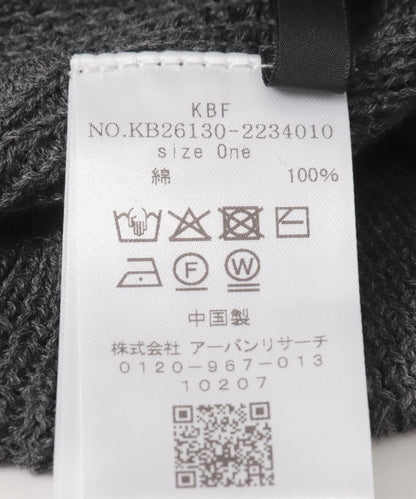 KBF
NO.KB26130-2234010
size One
綿 100%
F W
中国製
株式会社 アーバンリサーチ
0120-967-013
10207